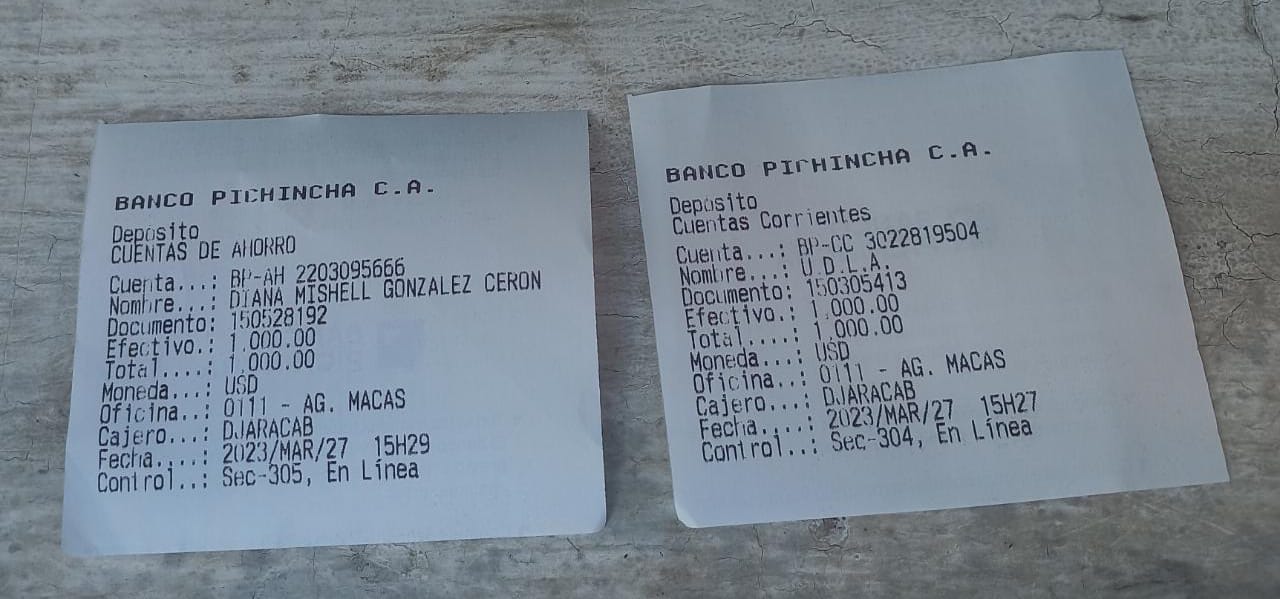 BANCO PICHINCHA C.A.
Depósito
CUENTAS DE AHORRO
Cuenta...: BP-AH 2203095666
Nombre...: DIANA MISHELL GONZALEZ CERON
Documento: 150528192
Efectivo.: 1,000.00
Total....: 1,000.00
Moneda...: USD
Oficina..: 0111 - AG. MACAS
Cajero...: DJARACAB
Fecha....: 2023/MAR/27 15H29
Control..: Sec-305, En Línea
BANCO PICHINCHA C.A.
Depósito
Cuentas Corrientes
Cuenta...: BP-CC 3022819504
Nombre...: U.D.L.A.
Documento: 150305413
Efectivo.: 1,000.00
Total....: 1,000.00
Moneda...: USD
Oficina..: 0111 - AG. MACAS
Cajero...: DJARACAB
Fecha....: 2023/MAR/27 15H27
Control..: Sec-304, En Línea